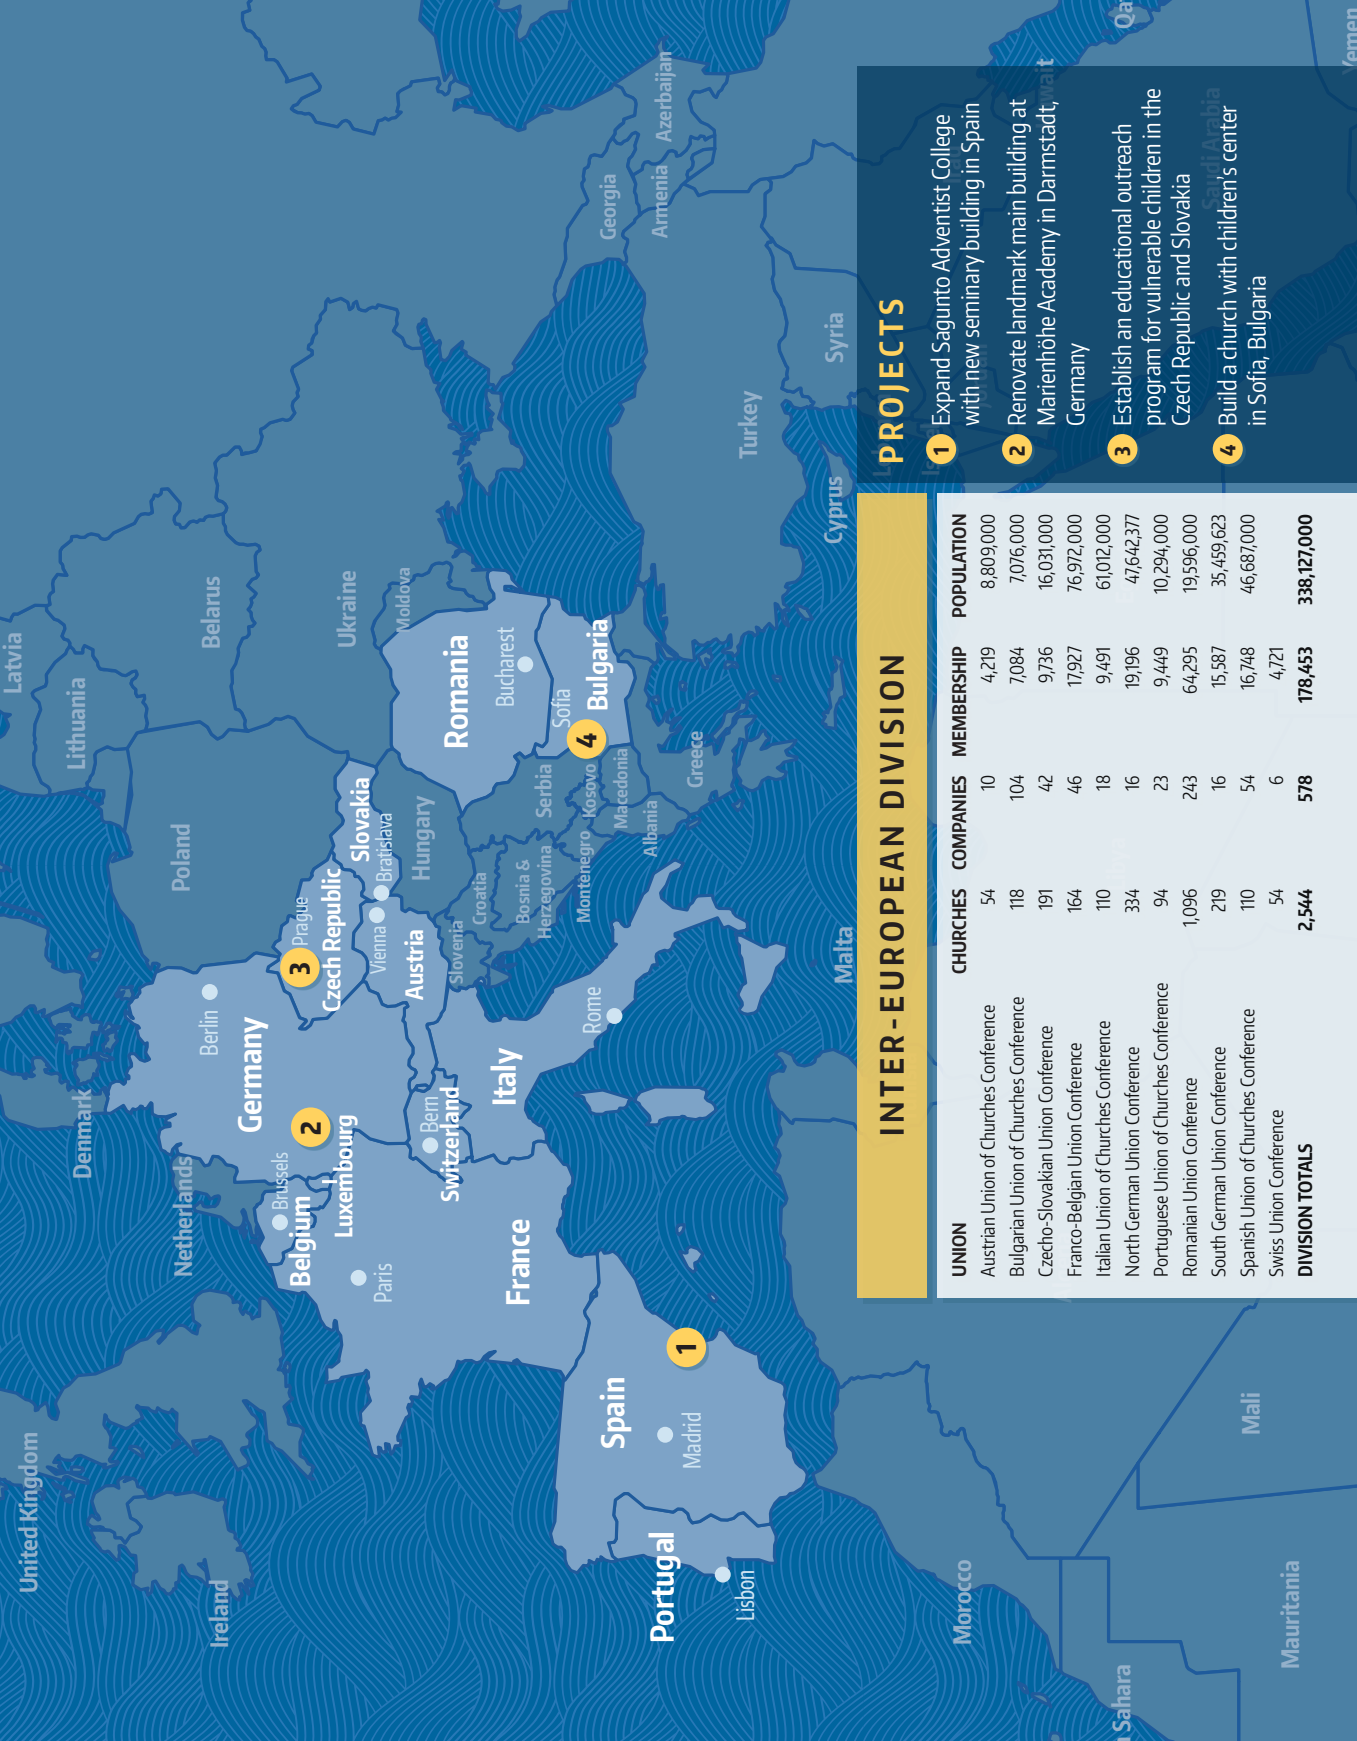 United Kingdom
Ireland
Denmark
Netherlands
Latvia
Lithuania
Belarus
Poland
Ukraine
Moldova
Berlin
Germany
Prague
Czech Republic
Slovakia
Bratislava
Vienna
Austria
Brussels
Belgium
Luxembourg
Paris
France
Bern
Switzerland
Italy
Rome
Slovenia
Croatia
Hungary
Bosnia &
Herzegovina
Serbia
Montenegro
Kosovo
Macedonia
Albania
Greece
Romania
Bucharest
Sofia
Bulgaria
Georgia
Armenia
Azerbaijan
Turkey
Syria
Cyprus
Malta
Spain
Madrid
Portugal
Lisbon
Morocco
Sahara
Mauritania
Mali
Saudi Arabia
Yemen
1
2
3
4
INTER-EUROPEAN DIVISION
UNION CHURCHES COMPANIES MEMBERSHIP POPULATION
Austrian Union of Churches Conference 54 10 4,219 8,809,000
Bulgarian Union of Churches Conference 118 104 7,084 7,076,000
Czecho-Slovakian Union Conference 191 42 9,736 16,031,000
Franco-Belgian Union Conference 164 46 17,927 76,972,000
Italian Union of Churches Conference 110 18 9,491 61,012,000
North German Union Conference 334 16 19,196 47,642,377
Portuguese Union of Churches Conference 94 23 9,449 10,294,000
Romanian Union Conference 1,096 243 64,295 19,596,000
South German Union Conference 219 16 15,587 35,459,623
Spanish Union of Churches Conference 110 54 16,748 46,687,000
Swiss Union Conference 54 6 4,721
DIVISION TOTALS 2,544 578 178,453 338,127,000
PROJECTS
1 Expand Sagunto Adventist College
with new seminary building in Spain
2 Renovate landmark main building at
Marienhöhe Academy in Darmstadt,
Germany
3 Establish an educational outreach
program for vulnerable children in the
Czech Republic and Slovakia
4 Build a church with children's center
in Sofia, Bulgaria